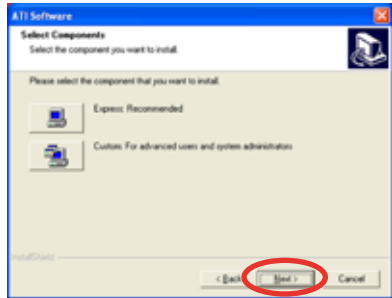 ATI Software
Select Components
Select the component you want to install.
Please select the component that you want to install.
Express: Recommended
Custom: For advanced users and system administrators
InstallShield
< Back
Next >
Cancel